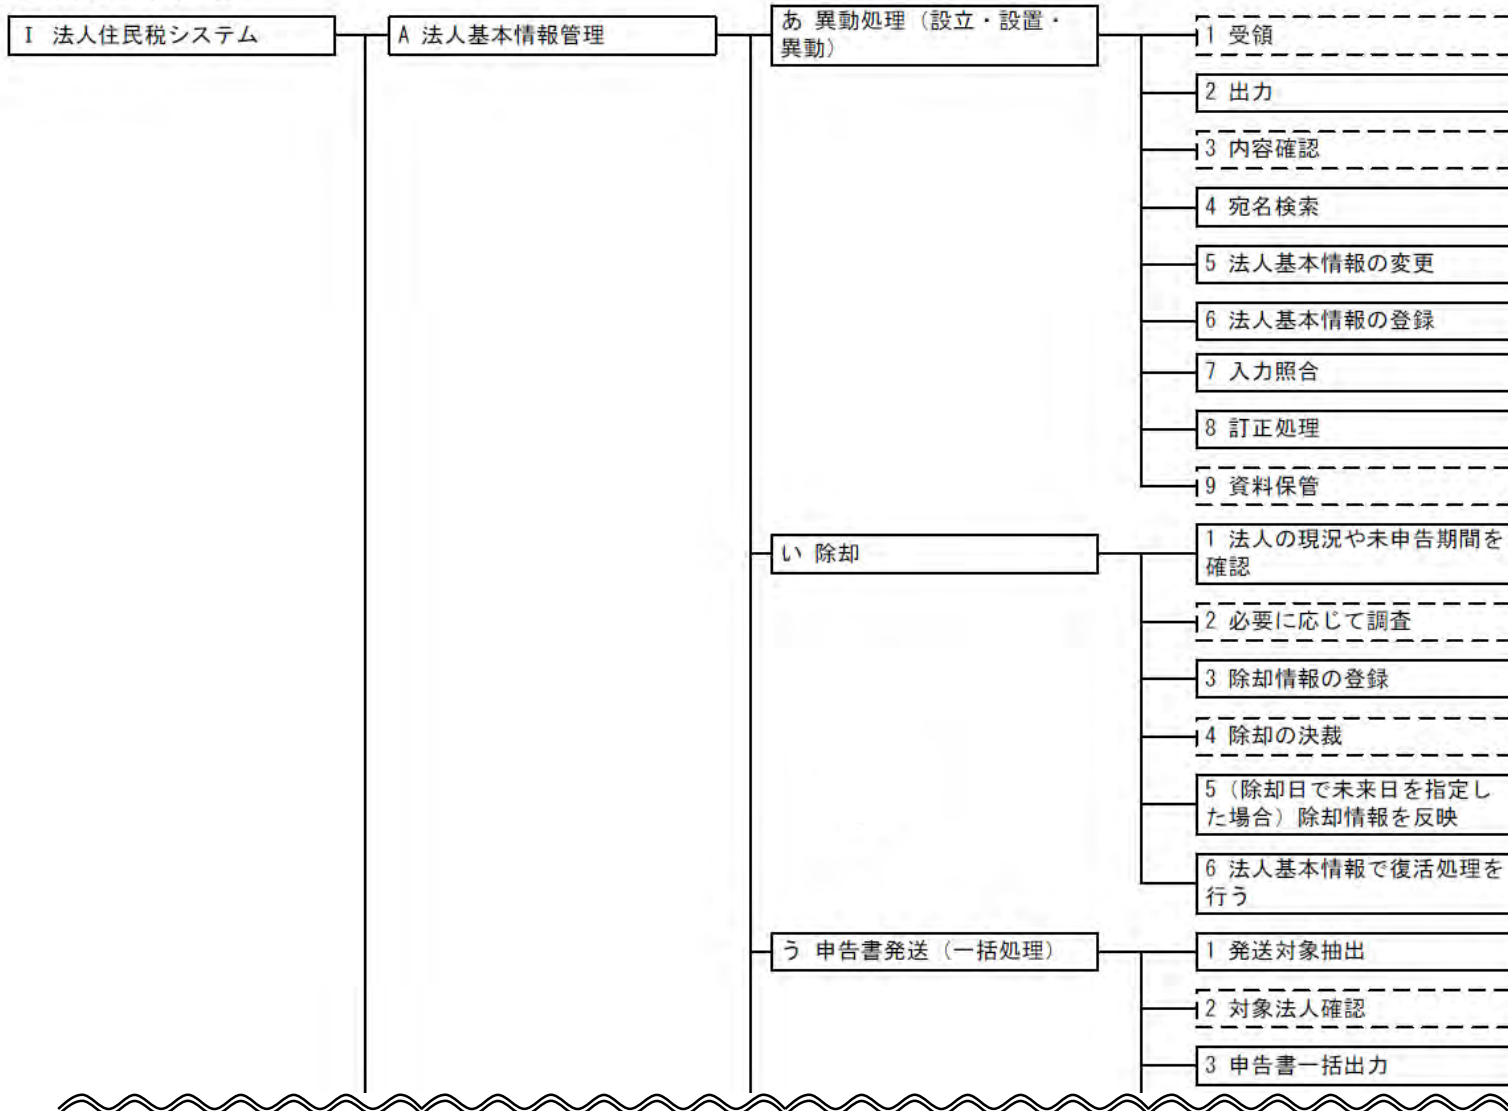 I 法人住民税システム
A 法人基本情報管理
あ 異動処理（設立・設置・
異動）
1 受領
2 出力
3 内容確認
4 宛名検索
5 法人基本情報の変更
6 法人基本情報の登録
7 入力照合
8 訂正処理
9 資料保管
い 除却
1 法人の現況や未申告期間を
確認
2 必要に応じて調査
3 除却情報の登録
4 除却の決裁
5（除却日で未来日を指定し
た場合）除却情報を反映
6 法人基本情報で復活処理を
行う
う 申告書発送（一括処理）
1 発送対象抽出
2 対象法人確認
3 申告書一括出力